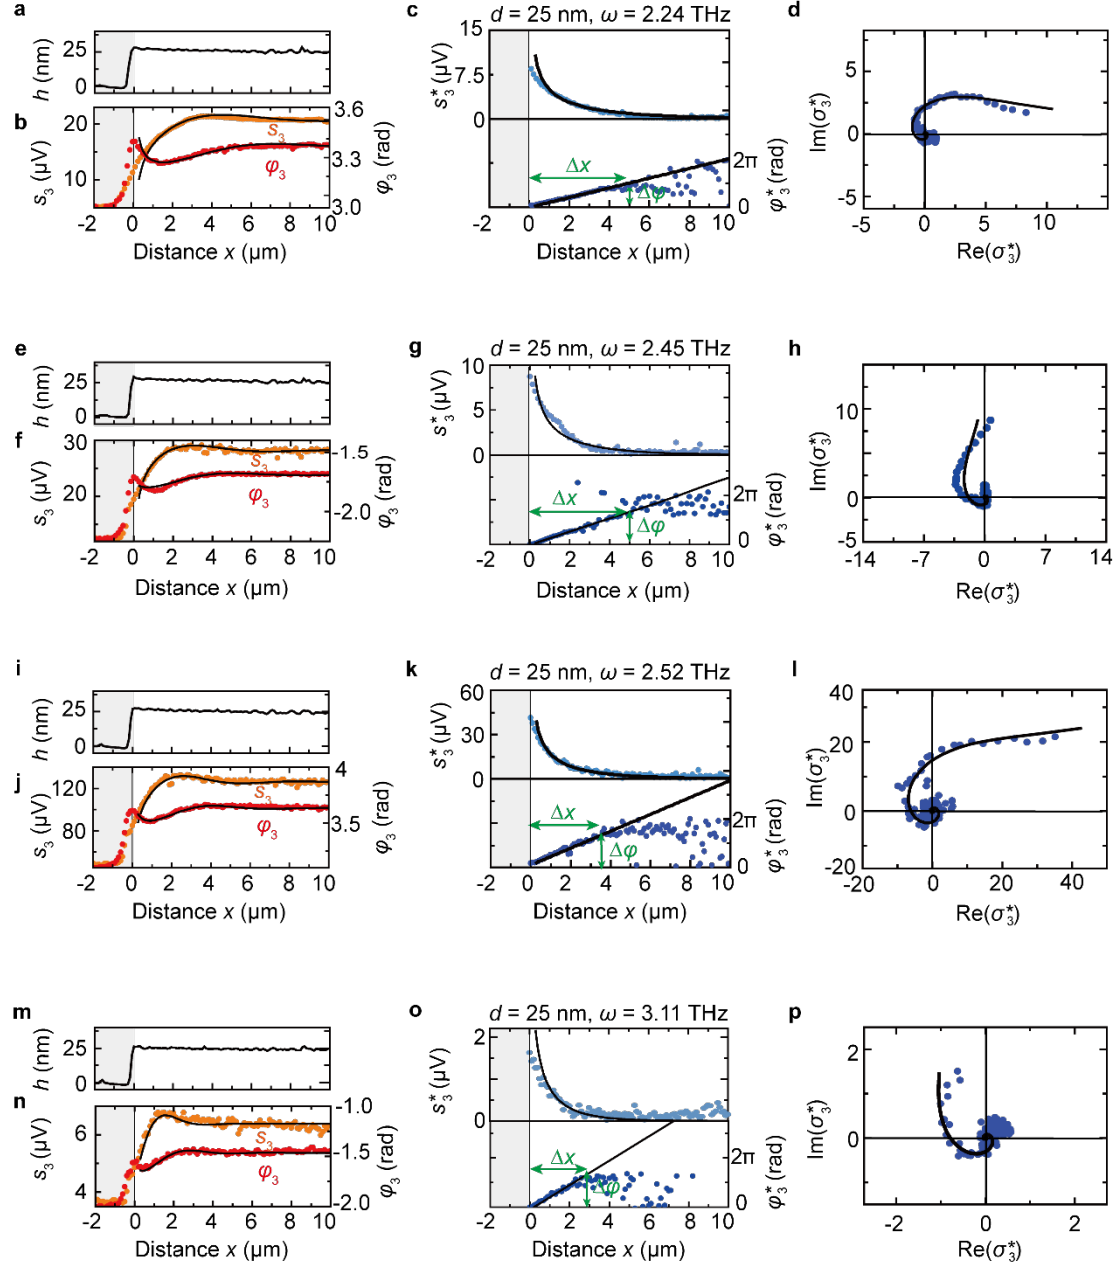 a
25
0
h (nm)
b
20
10
s₃ (μV)
3.6
3.3
3.0
φ₃ (rad)
s₃
φ₃
-2 0 2 4 6 8 10
Distance x (μm)
c
d = 25 nm, ω = 2.24 THz
15
7.5
0
s₃* (μV)
Δx
Δφ
2π
0
φ₃* (rad)
-2 0 2 4 6 8 10
Distance x (μm)
d
5
0
-5
Im(σ₃*)
-5 0 5 10
Re(σ₃*)
e
25
0
h (nm)
f
30
20
s₃ (μV)
-1.5
-2.0
φ₃ (rad)
s₃
φ₃
-2 0 2 4 6 8 10
Distance x (μm)
g
d = 25 nm, ω = 2.45 THz
10
5
0
s₃* (μV)
Δx
Δφ
2π
0
φ₃* (rad)
-2 0 2 4 6 8 10
Distance x (μm)
h
10
5
0
-5
Im(σ₃*)
-14 -7 0 7 14
Re(σ₃*)
i
25
0
h (nm)
j
120
80
s₃ (μV)
4
3.5
φ₃ (rad)
s₃
φ₃
-2 0 2 4 6 8 10
Distance x (μm)
k
d = 25 nm, ω = 2.52 THz
60
30
0
s₃* (μV)
Δx
Δφ
2π
0
φ₃* (rad)
-2 0 2 4 6 8 10
Distance x (μm)
l
40
20
0
-20
Im(σ₃*)
-20 0 20 40
Re(σ₃*)
m
25
0
h (nm)
n
6
4
s₃ (μV)
-1.0
-1.5
-2.0
φ₃ (rad)
s₃
φ₃
-2 0 2 4 6 8 10
Distance x (μm)
o
d = 25 nm, ω = 3.11 THz
2
1
0
s₃* (μV)
Δx
Δφ
2π
0
φ₃* (rad)
-2 0 2 4 6 8 10
Distance x (μm)
p
2
0
Im(σ₃*)
-2 0 2
Re(σ₃*)